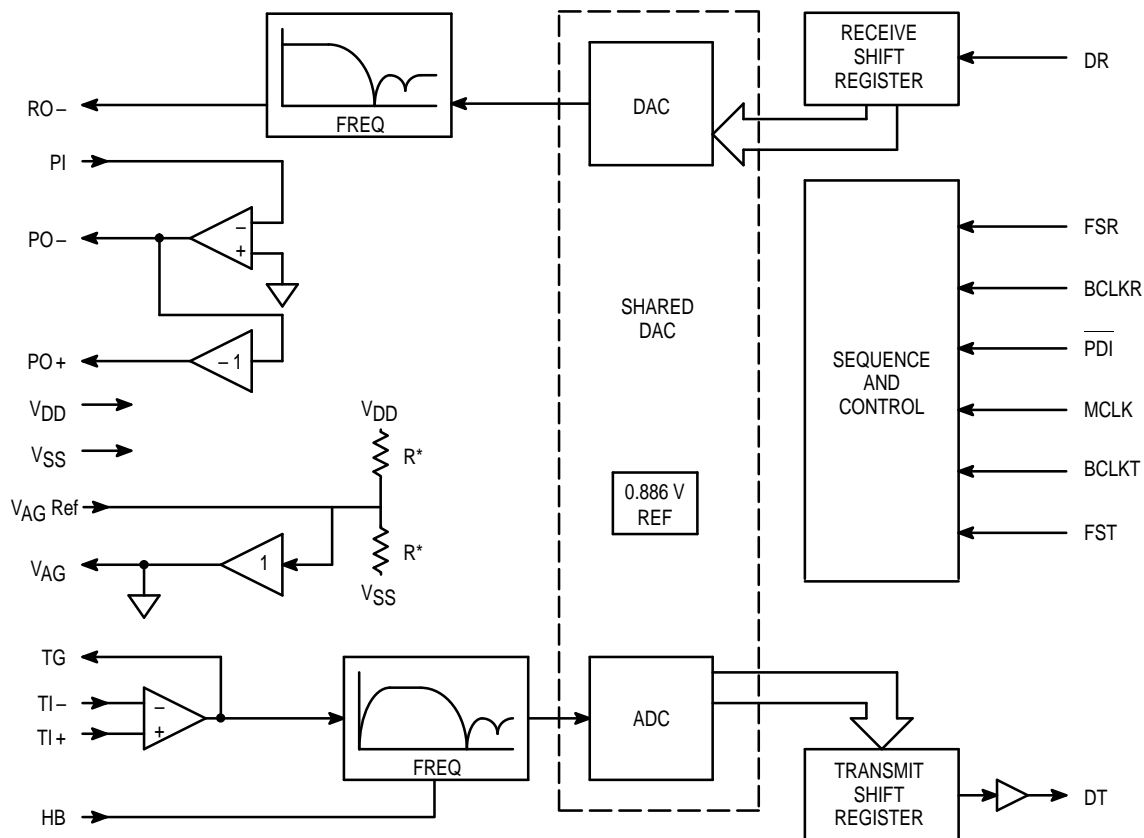 RO –
FREQ
DAC
RECEIVE
SHIFT
REGISTER
DR
PI
PO –
–
+
PO +
– 1
VDD
VSS
VAG Ref
VAG
1
VDD
R*
R*
VSS
SHARED
DAC
0.886 V
REF
SEQUENCE
AND
CONTROL
FSR
BCLKR
PDI
MCLK
BCLKT
FST
TG
TI –
TI +
–
+
HB
FREQ
ADC
TRANSMIT
SHIFT
REGISTER
DT